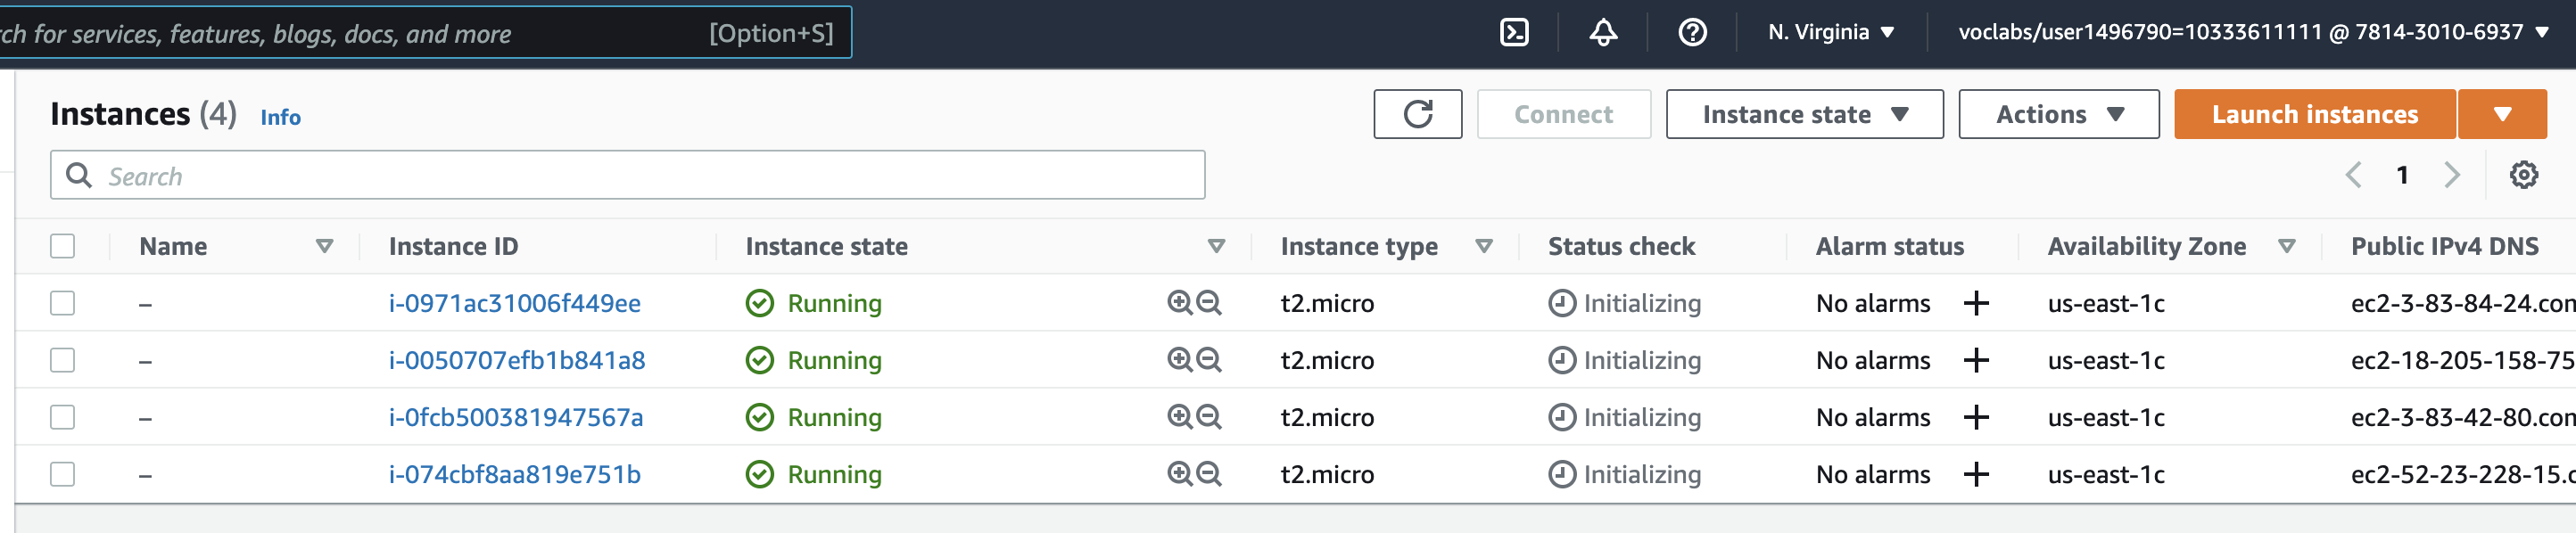 ch for services, features, blogs, docs, and more [Option+S] N. Virginia voclabs/user1496790=10333611111 @ 7814-3010-6937
Instances (4) Info Connect Instance state Actions Launch instances
Search 1
Name Instance ID Instance state Instance type Status check Alarm status Availability Zone Public IPv4 DNS
– i-0971ac31006f449ee Running t2.micro Initializing No alarms + us-east-1c ec2-3-83-84-24.con
– i-0050707efb1b841a8 Running t2.micro Initializing No alarms + us-east-1c ec2-18-205-158-75
– i-0fcb500381947567a Running t2.micro Initializing No alarms + us-east-1c ec2-3-83-42-80.con
– i-074cbf8aa819e751b Running t2.micro Initializing No alarms + us-east-1c ec2-52-23-228-15.c